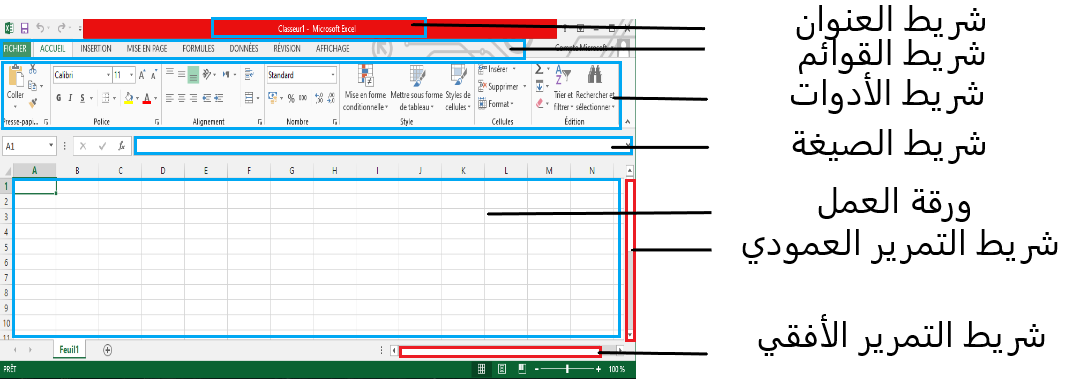 Classeur1 - Microsoft Excel
شريط العنوان
FICHIER ACCUEIL INSERTION MISE EN PAGE FORMULES DONNÉES RÉVISION AFFICHAGE Compte Microsoft
شريط القوائم
Calibri 11 A A Standard Insérer
Coller G I S % 000 Mise en forme Mettre sous forme Styles de Supprimer Trier et Rechercher et
conditionnelle de tableau cellules Format filtrer sélectionner
شريط الأدوات
Presse-papi... Police Alignement Nombre Style Cellules Édition
A1 fx
شريط الصيغة
A B C D E F G H I J K L M N
1
2
ورقة العمل
3
4
5
شريط التمرير العمودي
6
7
8
9
10
11
شريط التمرير الأفقي
Feuil1
PRÊT 100 %